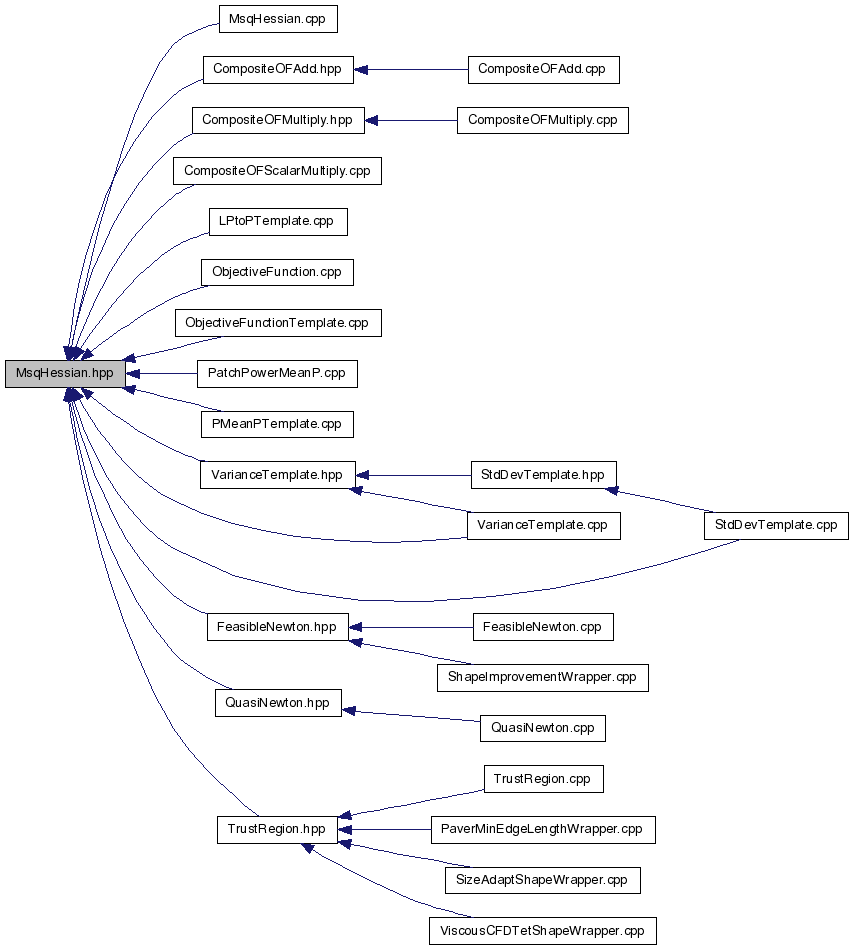 MsqHessian.cpp
CompositeOFAdd.hpp
CompositeOFAdd.cpp
CompositeOFMultiply.hpp
CompositeOFMultiply.cpp
CompositeOFScalarMultiply.cpp
LPtoPTemplate.cpp
ObjectiveFunction.cpp
ObjectiveFunctionTemplate.cpp
MsqHessian.hpp
PatchPowerMeanP.cpp
PMeanPTemplate.cpp
VarianceTemplate.hpp
StdDevTemplate.hpp
VarianceTemplate.cpp
StdDevTemplate.cpp
FeasibleNewton.hpp
FeasibleNewton.cpp
ShapeImprovementWrapper.cpp
QuasiNewton.hpp
QuasiNewton.cpp
TrustRegion.cpp
TrustRegion.hpp
PaverMinEdgeLengthWrapper.cpp
SizeAdaptShapeWrapper.cpp
ViscousCFDTetShapeWrapper.cpp